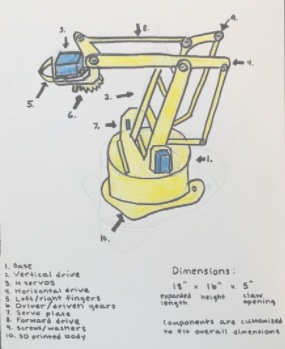 3.
8.
9.
4.
5.
6.
2.
7.
1.
10.
1. Base
2. Vertical drive
3. 4 servos
4. Horizontal drive
5. Left/right fingers
6. Driver/driven gears
7. Servo plate
8. Forward drive
9. Screws/washers
10. 3D printed body
Dimensions:
18" x 16" x 5"
expanded height claw
length opening
Components are customized
to fit overall dimensions